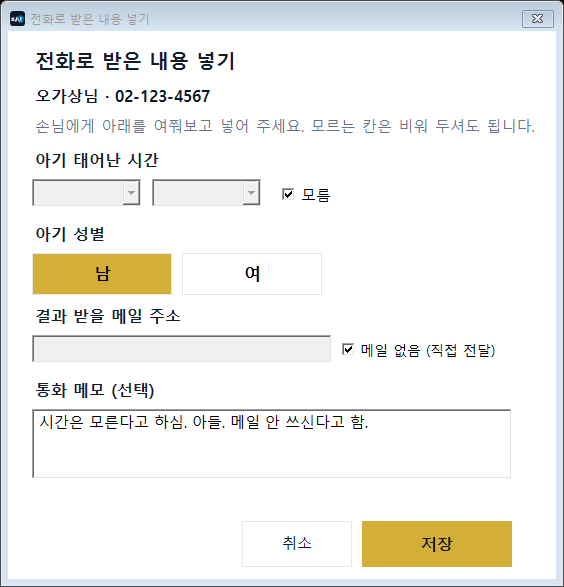 전화로 받은 내용 넣기
전화로 받은 내용 넣기
오가상님 · 02-123-4567
손님에게 아래를 여쭤보고 넣어 주세요. 모르는 칸은 비워 두셔도 됩니다.
아기 태어난 시간
모름
아기 성별
남 여
결과 받을 메일 주소
메일 없음 (직접 전달)
통화 메모 (선택)
시간은 모른다고 하심. 아들. 메일 안 쓰신다고 함.
취소 저장